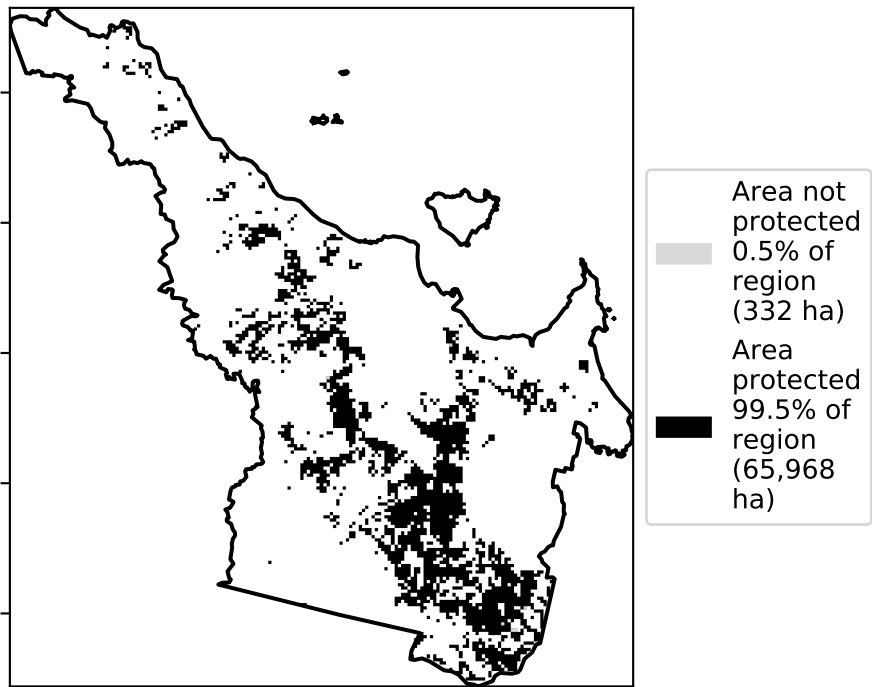 Area not
protected
0.5% of
region
(332 ha)
Area
protected
99.5% of
region
(65,968
ha)